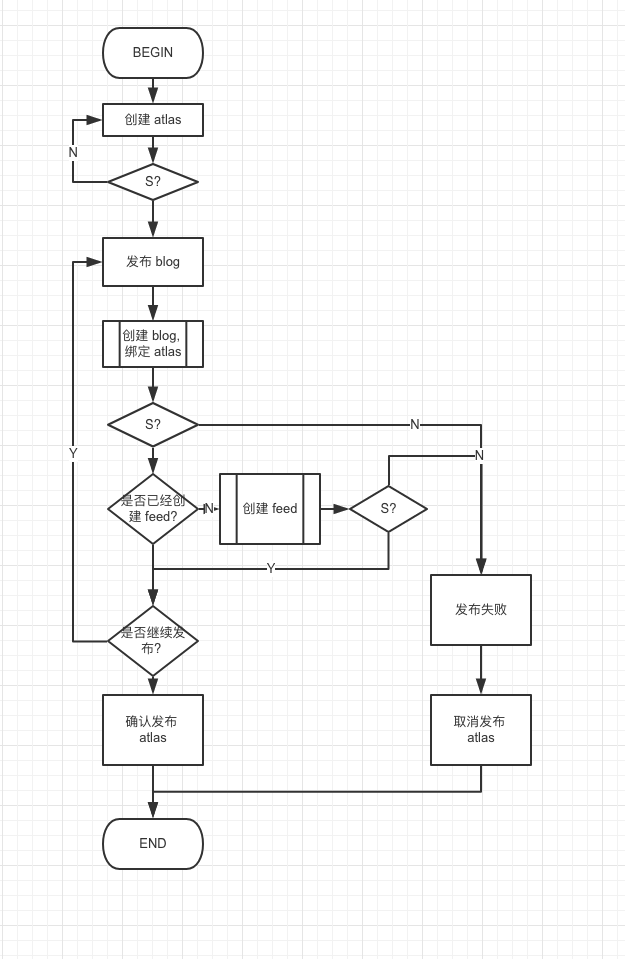 BEGIN
创建 atlas
N
S?
发布 blog
创建 blog,
绑定 atlas
S?
N
Y
N
是否已经创
建 feed?
N
创建 feed
S?
Y
发布失败
是否继续发
布?
确认发布
atlas
取消发布
atlas
END